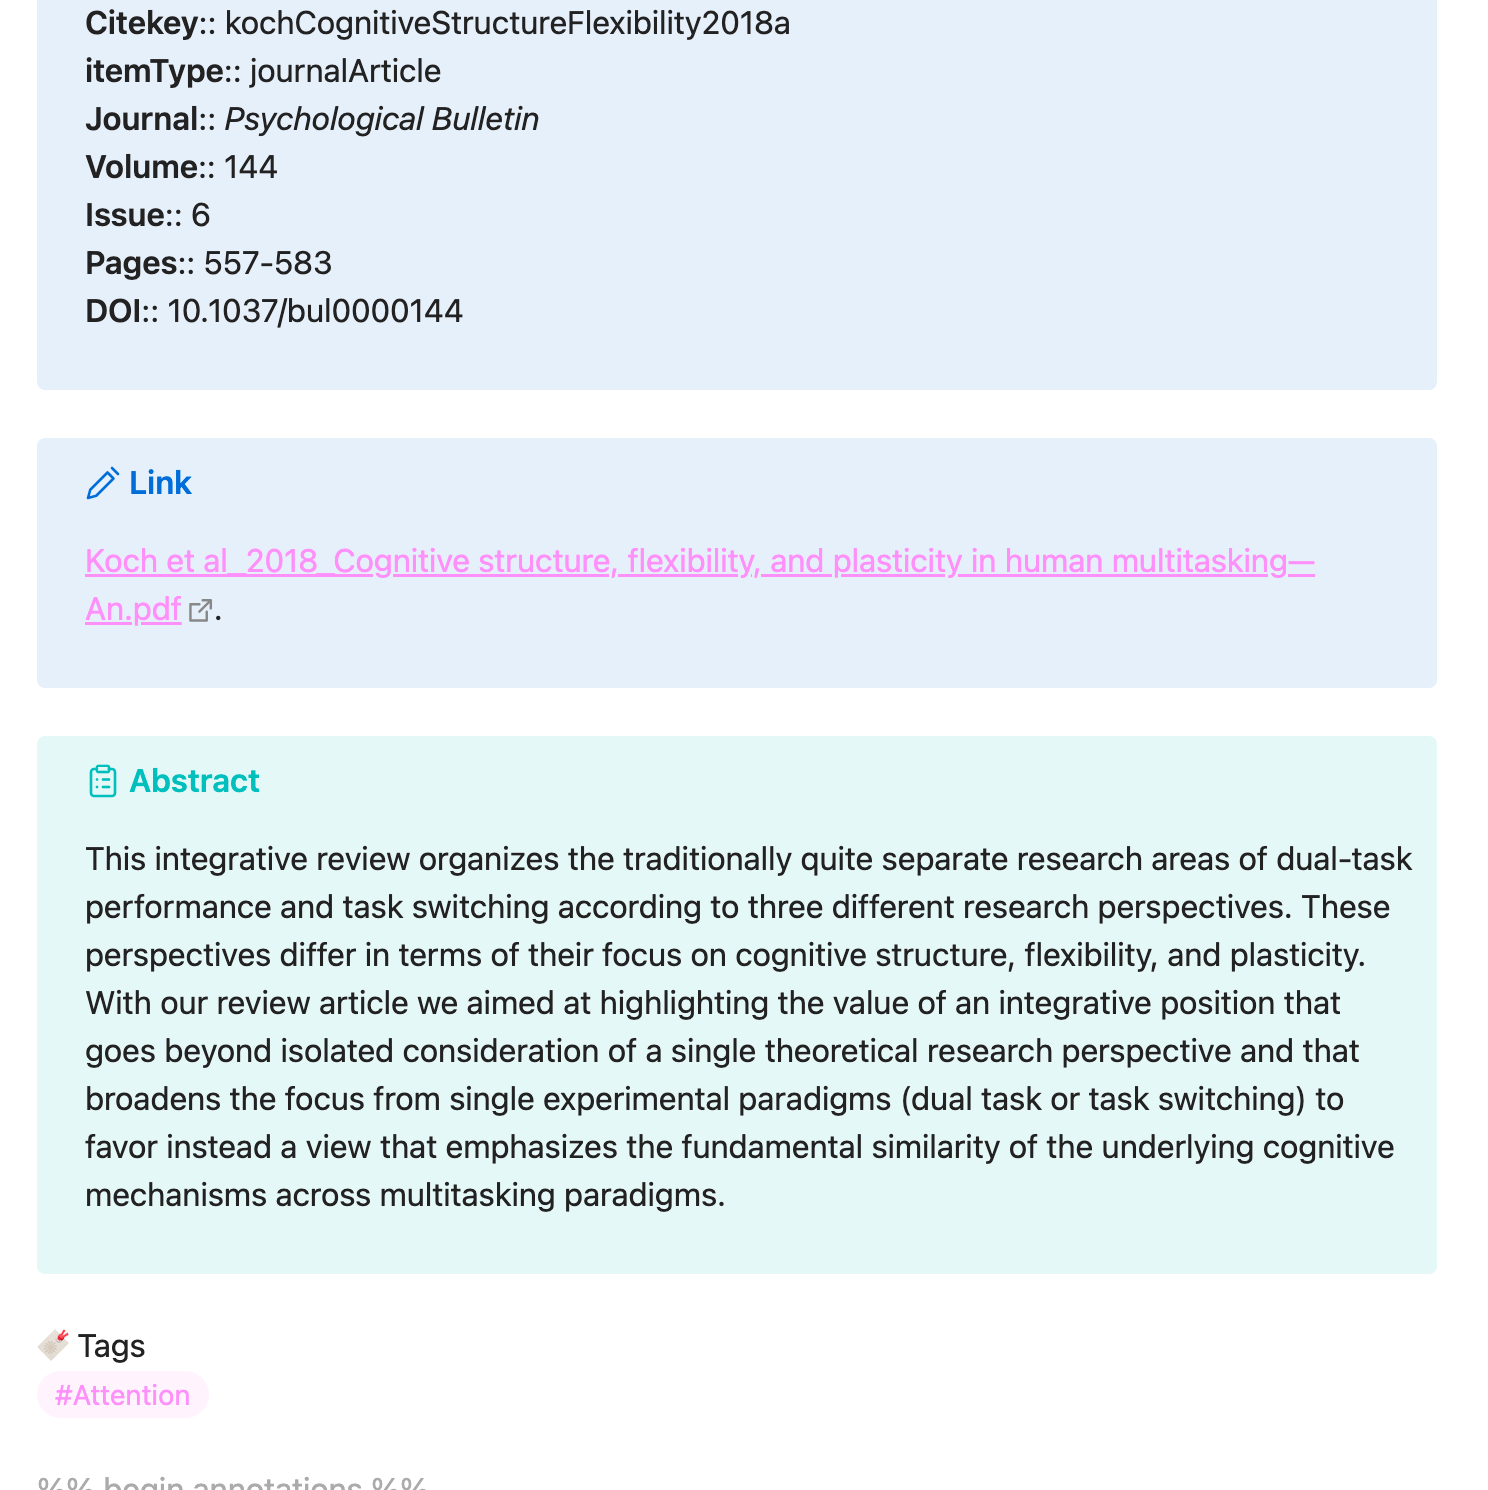 Citekey:: kochCognitiveStructureFlexibility2018a
itemType:: journalArticle
Journal:: Psychological Bulletin
Volume:: 144
Issue:: 6
Pages:: 557-583
DOI:: 10.1037/bul0000144
Link
Koch et al_2018_Cognitive structure, flexibility, and plasticity in human multitasking—
An.pdf.
Abstract
This integrative review organizes the traditionally quite separate research areas of dual-task
performance and task switching according to three different research perspectives. These
perspectives differ in terms of their focus on cognitive structure, flexibility, and plasticity.
With our review article we aimed at highlighting the value of an integrative position that
goes beyond isolated consideration of a single theoretical research perspective and that
broadens the focus from single experimental paradigms (dual task or task switching) to
favor instead a view that emphasizes the fundamental similarity of the underlying cognitive
mechanisms across multitasking paradigms.
Tags
#Attention
%% begin annotations %%